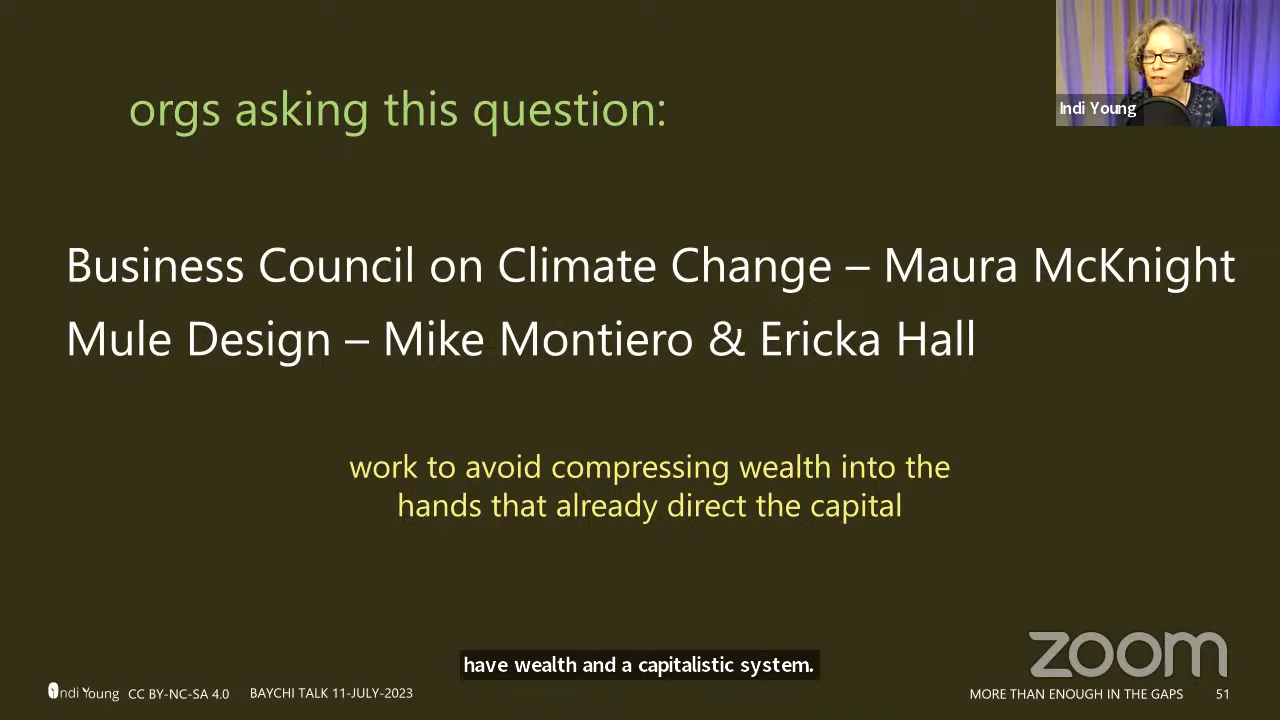 orgs asking this question:
Indi Young
Business Council on Climate Change – Maura McKnight
Mule Design – Mike Montiero & Ericka Hall
work to avoid compressing wealth into the
hands that already direct the capital
have wealth and a capitalistic system.
zoom
Indi Young CC BY-NC-SA 4.0 BAYCHI TALK 11-JULY-2023 MORE THAN ENOUGH IN THE GAPS 51